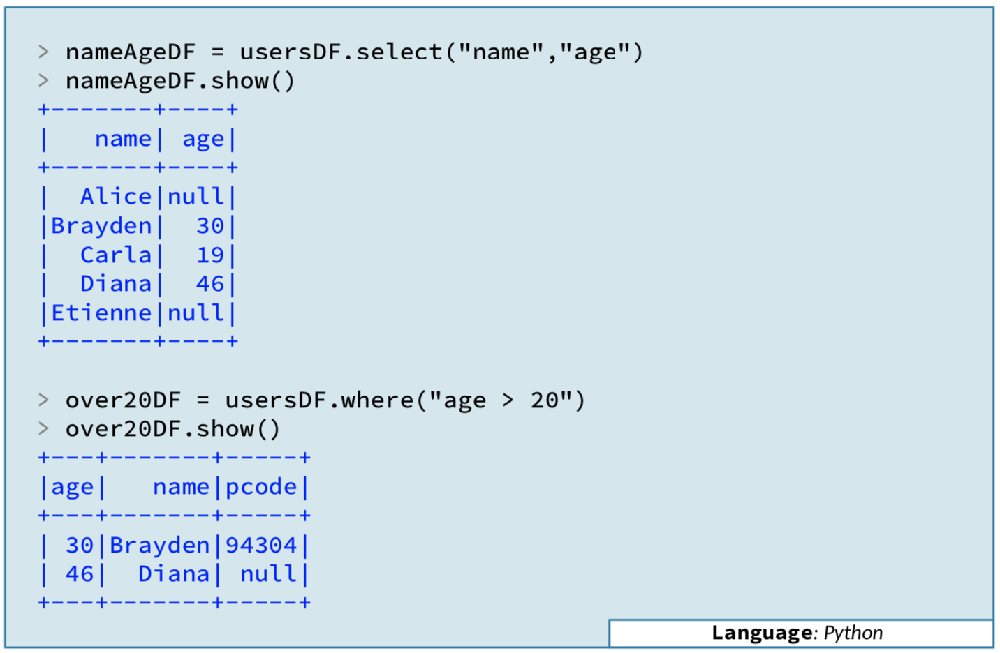 > nameAgeDF = usersDF.select("name","age")
> nameAgeDF.show()
+-------+----+
|   name| age|
+-------+----+
|  Alice|null|
|Brayden|  30|
|  Carla|  19|
|  Diana|  46|
|Etienne|null|
+-------+----+
> over20DF = usersDF.where("age > 20")
> over20DF.show()
+---+-------+-----+
|age|   name|pcode|
+---+-------+-----+
| 30|Brayden|94304|
| 46|  Diana| null|
+---+-------+-----+
Language: Python